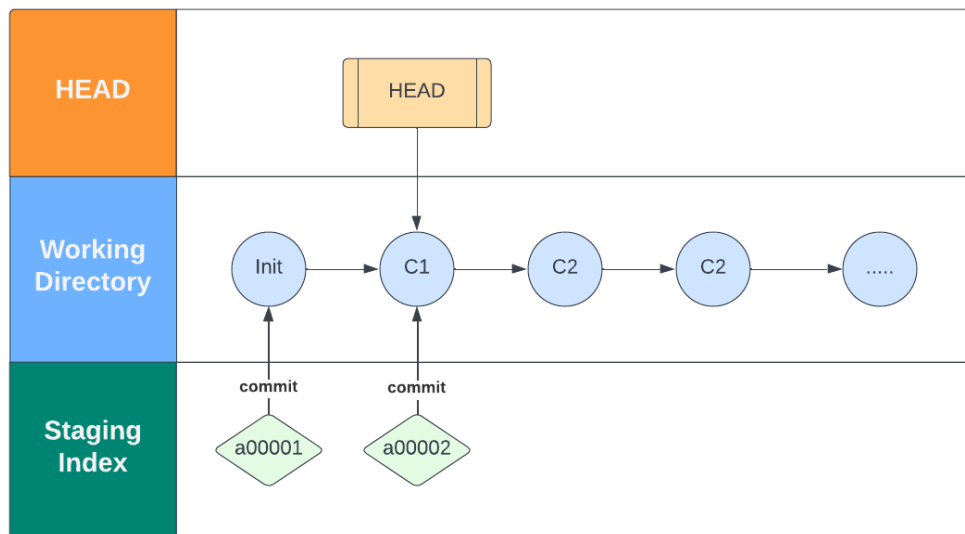 HEAD
HEAD
Working
Directory
Init
C1
C2
C2
.....
commit
commit
Staging
Index
a00001
a00002